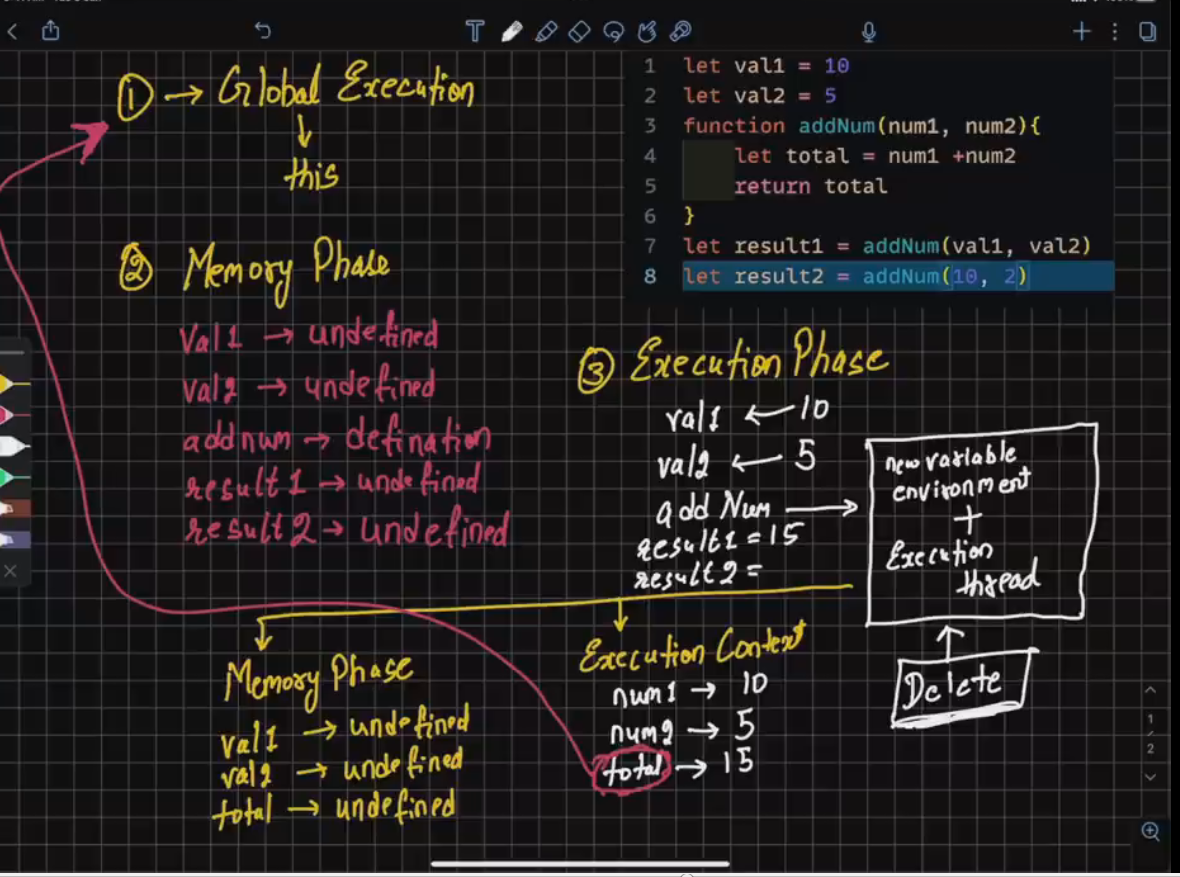 ① → Global Execution
↓
this
1 let val1 = 10
2 let val2 = 5
3 function addNum(num1, num2){
4 let total = num1 +num2
5 return total
6 }
7 let result1 = addNum(val1, val2)
8 let result2 = addNum(10, 2)
② Memory Phase
Val1 → undefined
val2 → undefined
addnum → defination
result1 → undefined
result2 → undefined
③ Execution Phase
val1 ← 10
val2 ← 5
add Num →
result1 = 15
result2 =
new variable
environment
+
Execution
thread
Delete
Memory Phase
val1 → undefined
val2 → undefined
total → undefined
Execution Context
num1 → 10
num2 → 5
total → 15
1
2